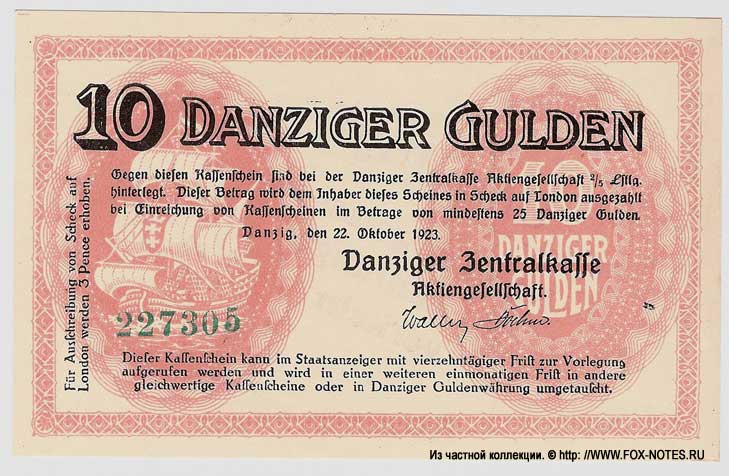 10 DANZIGER GULDEN
Gegen diesen Kassenschein sind bei der Danziger Zentralkasse Aktiengesellschaft 2/5 Lstlg.
hinterlegt. Dieser Betrag wird dem Inhaber dieses Scheines in Scheck auf London ausgezahlt
bei Einreichung von Kassenscheinen im Betrage von mindestens 25 Danziger Gulden.
Danzig, den 22. Oktober 1923.
Danziger Zentralkasse
Aktiengesellschaft.
10
DANZIGER
GULDEN
227305
Dieser Kassenschein kann im Staatsanzeiger mit vierzehntägiger Frist zur Vorlegung
aufgerufen werden und wird in einer weiteren einmonatigen Frist in andere
gleichwertige Kassenscheine oder in Danziger Guldenwährung umgetauscht.
Für Ausschreibung von Scheck auf
London werden 3 Pence erhoben.
Из частной коллекции. © http: //WWW.FOX-NOTES.RU